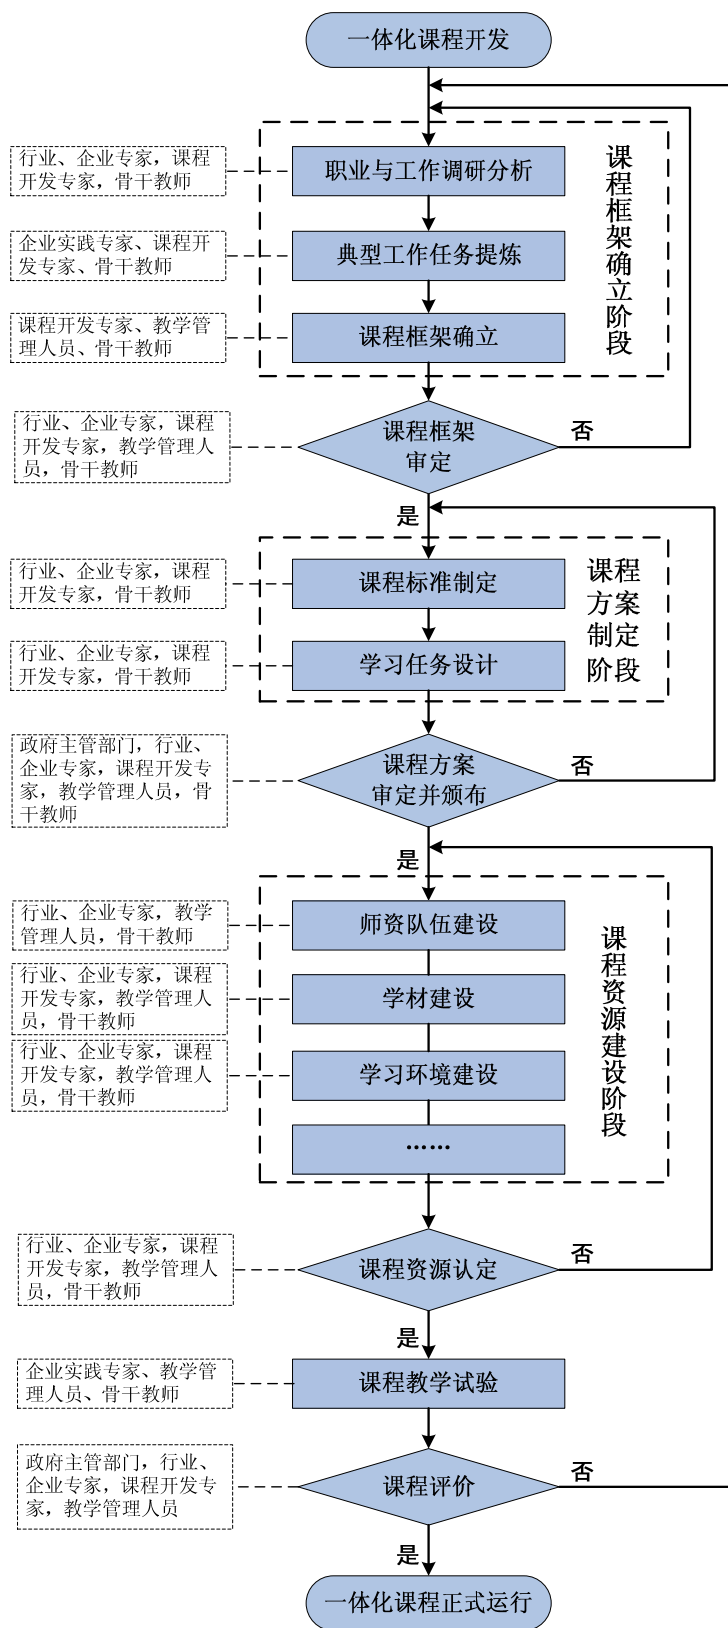 一体化课程开发
行业、企业专家，课程
开发专家，骨干教师
职业与工作调研分析
课程框架确立阶段
企业实践专家、课程开
发专家、骨干教师
典型工作任务提炼
课程开发专家、教学管
理人员、骨干教师
课程框架确立
行业、企业专家，课程
开发专家，教学管理人
员，骨干教师
课程框架
审定
否
是
行业、企业专家，课程
开发专家，骨干教师
课程标准制定
课程
方案
制定
阶段
行业、企业专家，课程
开发专家，骨干教师
学习任务设计
政府主管部门，行业、
企业专家，课程开发专
家，教学管理人员，骨
干教师
课程方案
审定并颁布
否
是
行业、企业专家，教学
管理人员，骨干教师
师资队伍建设
课程资源建设阶段
行业、企业专家，课程
开发专家，教学管理人
员，骨干教师
学材建设
行业、企业专家，课程
开发专家，教学管理人
员，骨干教师
学习环境建设
……
行业、企业专家，课程
开发专家，教学管理人
员，骨干教师
课程资源认定
否
是
企业实践专家、教学管
理人员、骨干教师
课程教学试验
政府主管部门，行业、
企业专家，课程开发专
家，教学管理人员
课程评价
否
是
一体化课程正式运行